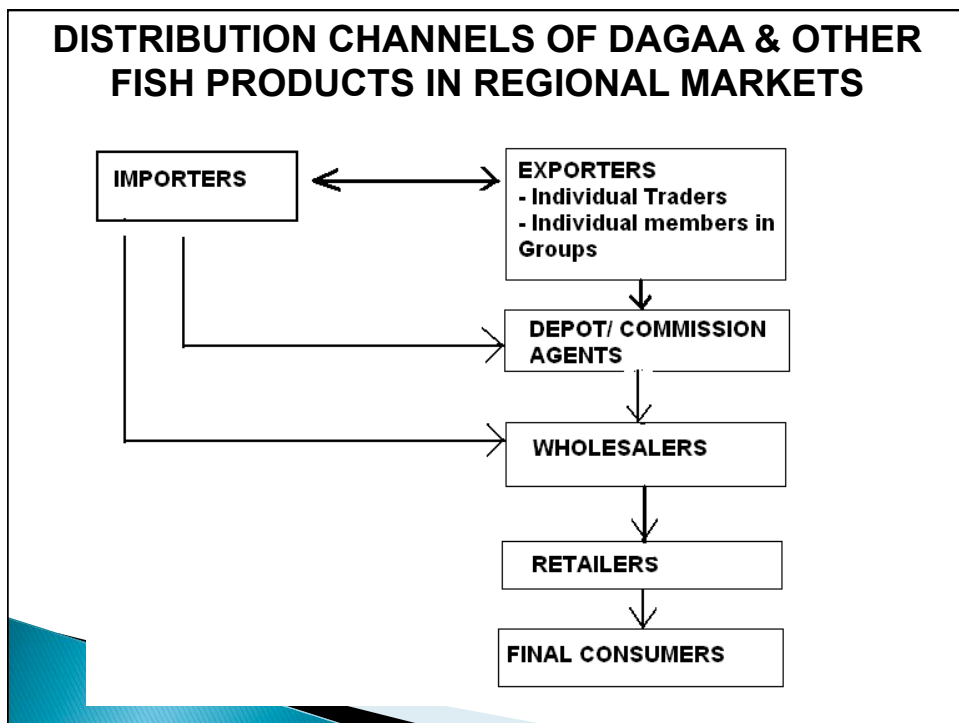 DISTRIBUTION CHANNELS OF DAGAA & OTHER
FISH PRODUCTS IN REGIONAL MARKETS
IMPORTERS
EXPORTERS
- Individual Traders
- Individual members in
Groups
DEPOT/ COMMISSION
AGENTS
WHOLESALERS
RETAILERS
FINAL CONSUMERS